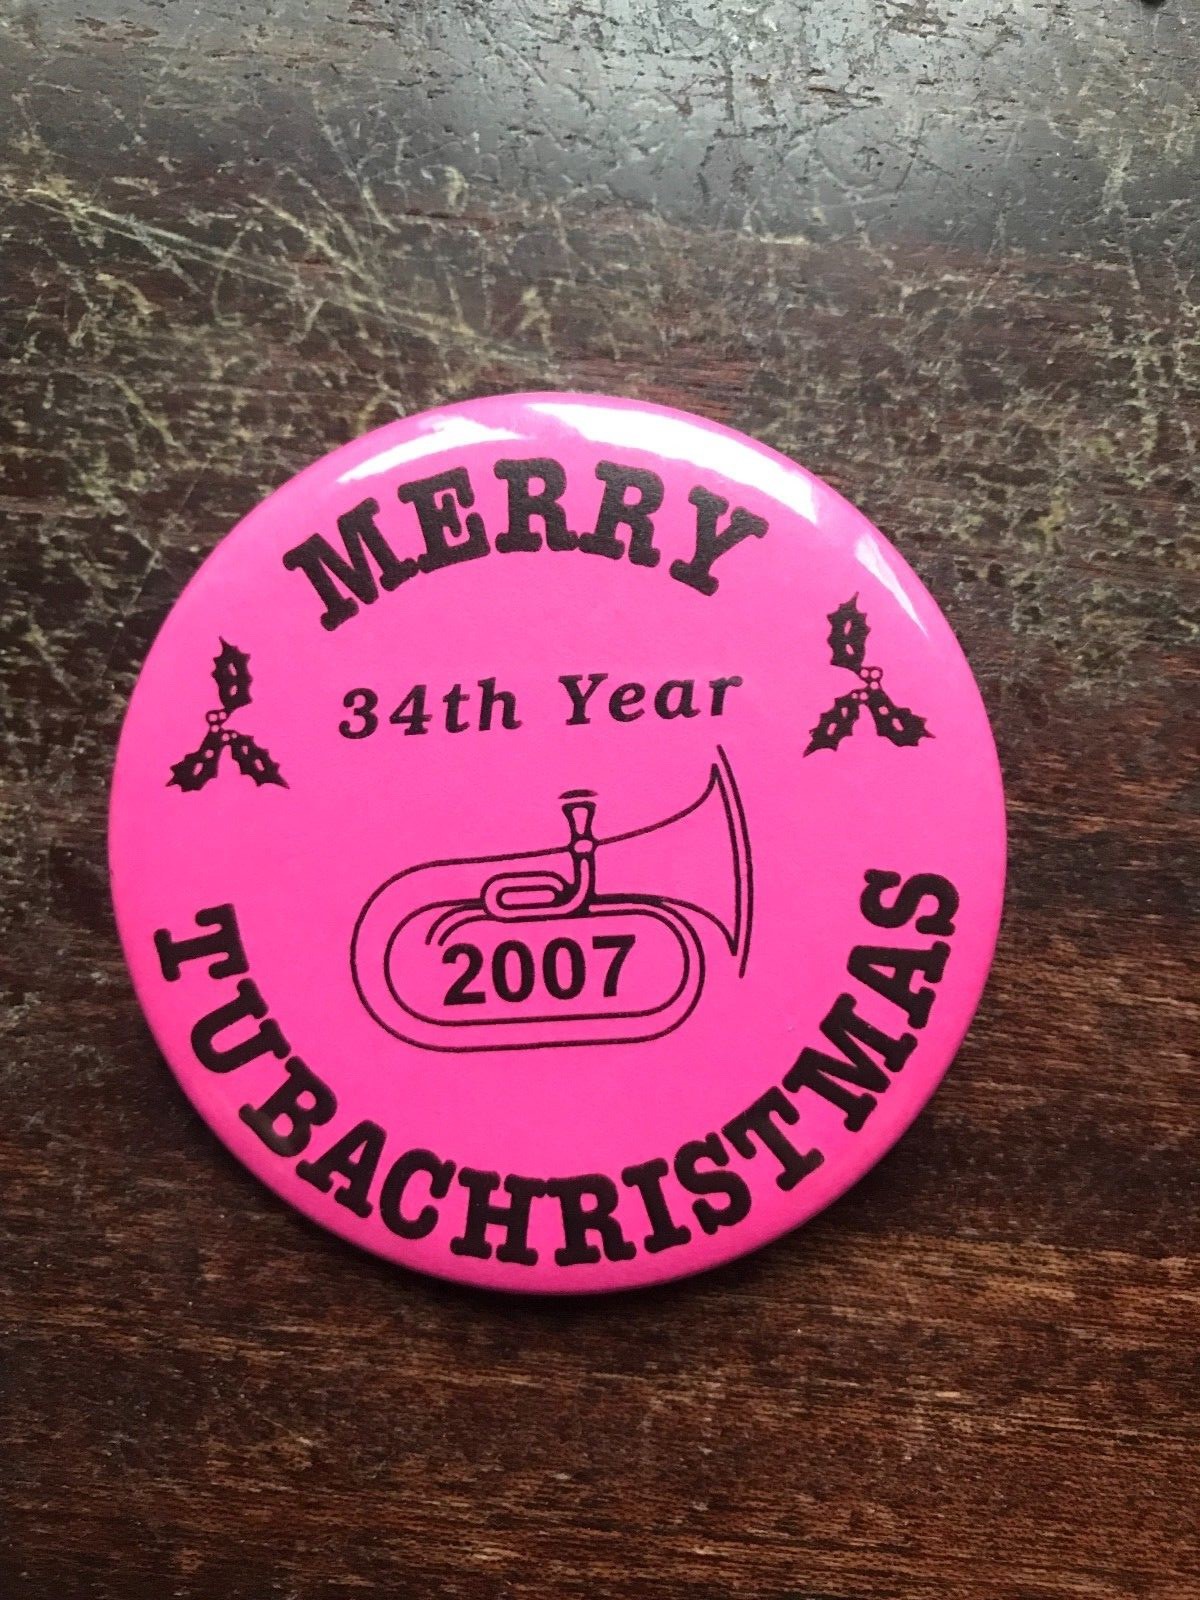 MERRY
34th Year
2007
TUBACHRISTMAS